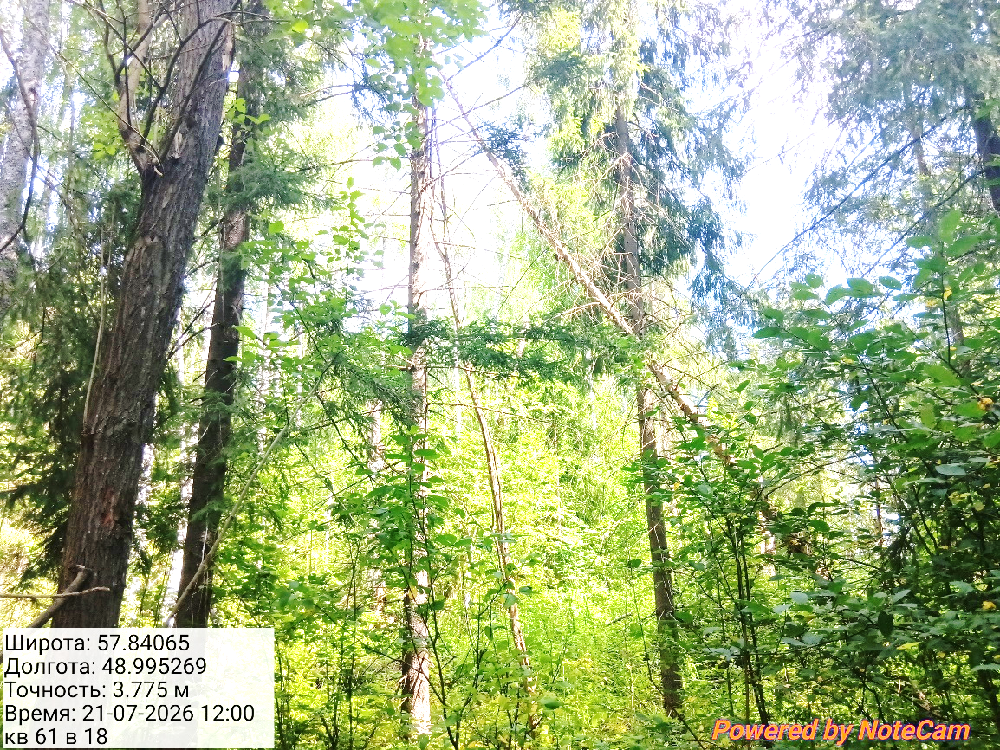 Широта: 57.84065
Долгота: 48.995269
Точность: 3.775 м
Время: 21-07-2026 12:00
кв 61 в 18
Powered by NoteCam